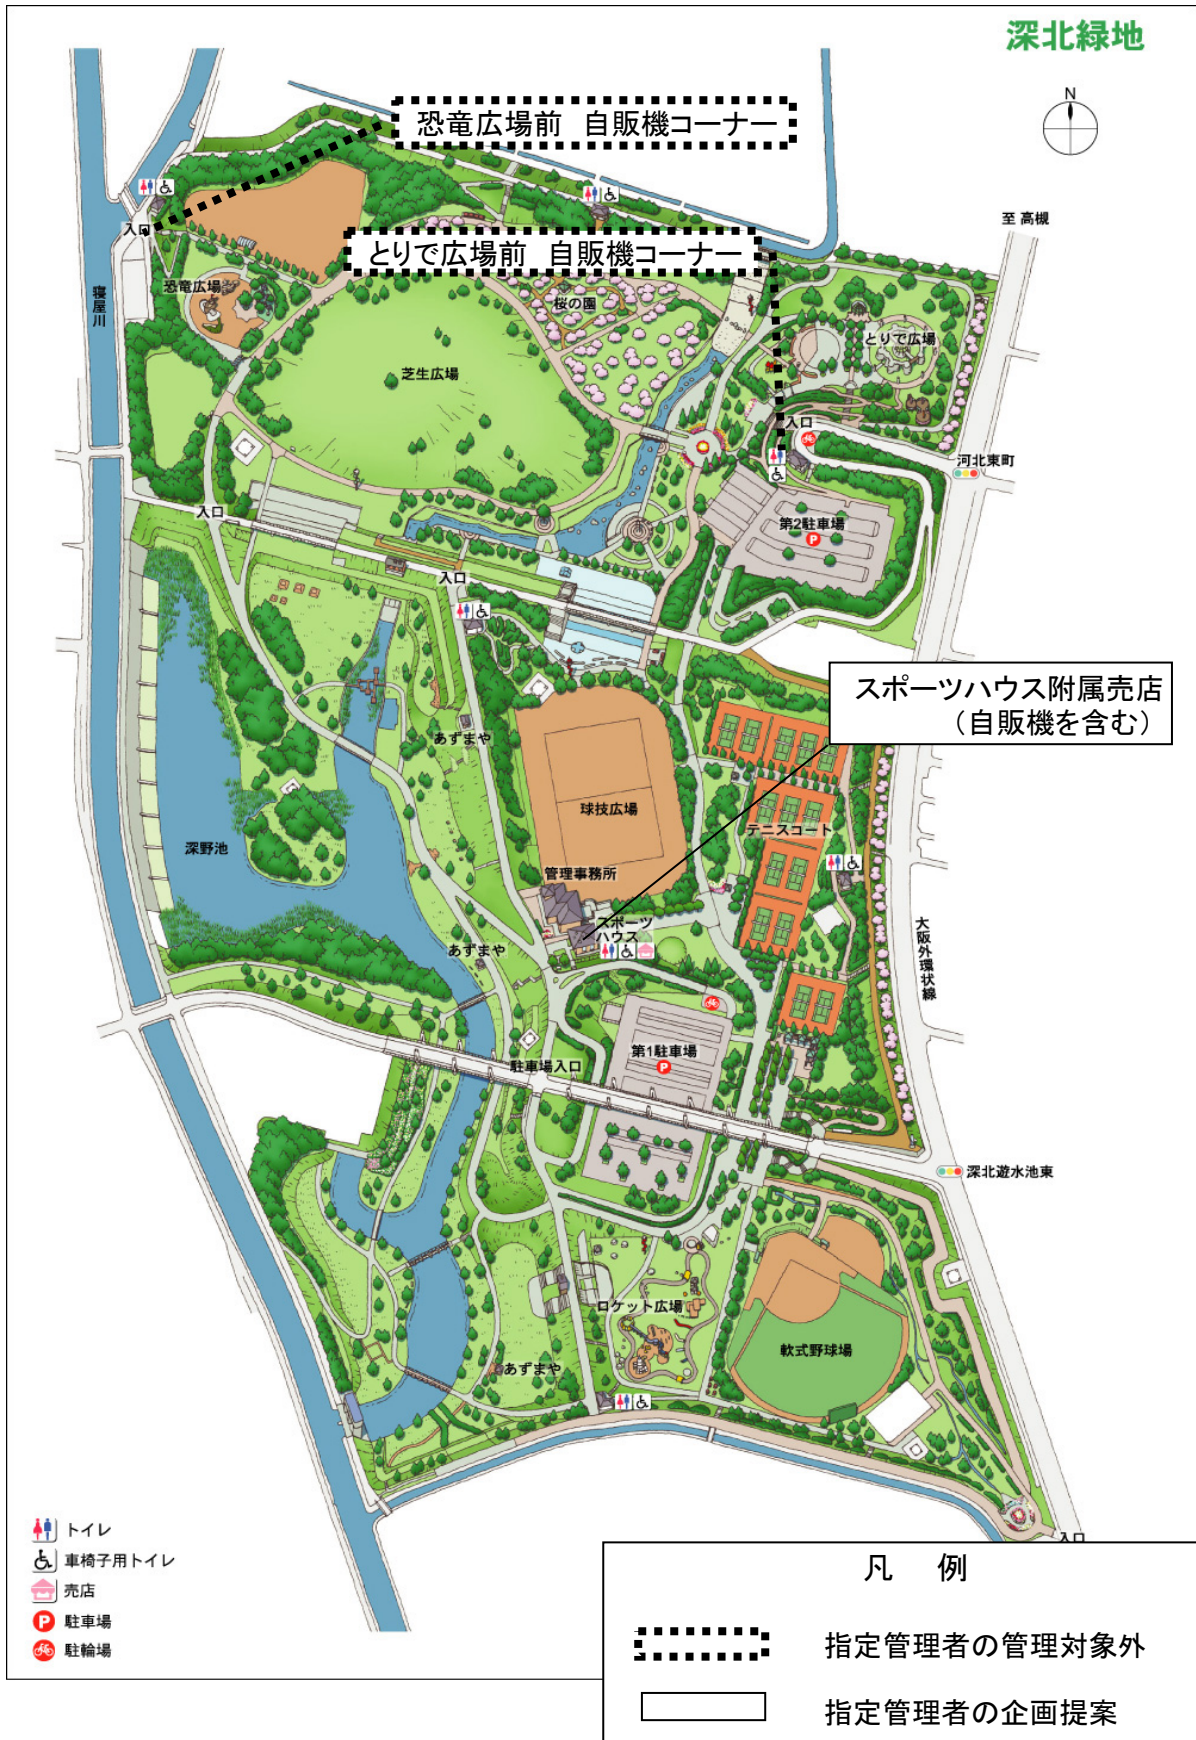 深北緑地
N
恐竜広場前　自販機コーナー
至 高槻
入口
とりで広場前　自販機コーナー
恐竜広場
寝屋川
桜の園
とりで広場
芝生広場
入口
河北東町
入口
第2駐車場
P
入口
スポーツハウス附属売店
（自販機を含む）
あずまや
球技広場
テニスコート
深野池
管理事務所
スポーツ
ハウス
あずまや
大阪外環状線
第1駐車場
P
駐車場入口
深北遊水池東
ロケット広場
軟式野球場
あずまや
入口
トイレ
車椅子用トイレ
売店
P 駐車場
駐輪場
凡　例
指定管理者の管理対象外
指定管理者の企画提案